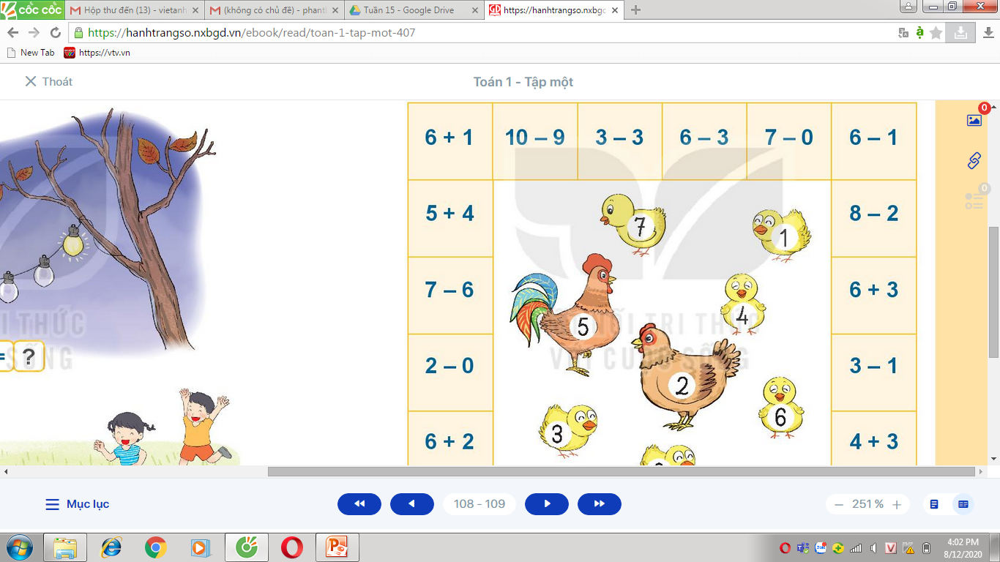 CỐC CỐC
Hộp thư đến (13) - vietanh
(không có chủ đề) - phantl
Tuần 15 - Google Drive
https://hanhtrangso.nxbgd
https://hanhtrangso.nxbgd.vn/ebook/read/toan-1-tap-mot-407
New Tab
https://vtv.vn
Thoát
Toán 1 - Tập một
0
0
6 + 1
10 – 9
3 – 3
6 – 3
7 – 0
6 – 1
5 + 4
8 – 2
7 – 6
6 + 3
2 – 0
3 – 1
6 + 2
4 + 3
7
1
5
4
2
3
6
= ?
TRI THỨC
SỐNG
NỐI TRI THỨC
VỚI CUỘC SỐNG
Mục lục
108 - 109
251 %
4:02 PM
8/12/2020